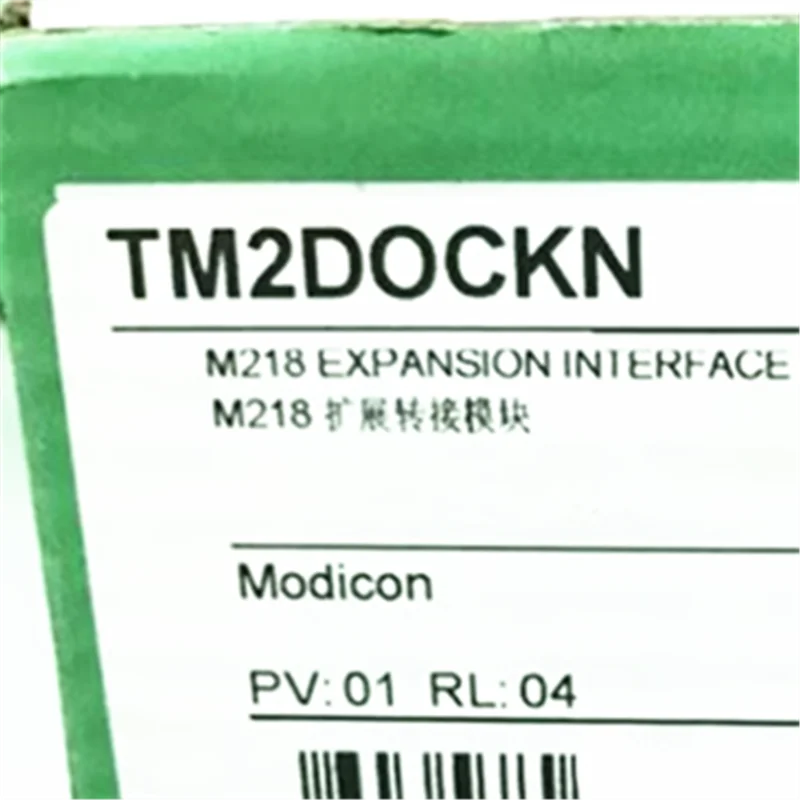 TM2DOCKN
M218 EXPANSION INTERFACE
M218 扩展转接模块
Modicon
PV: 01 RL: 04